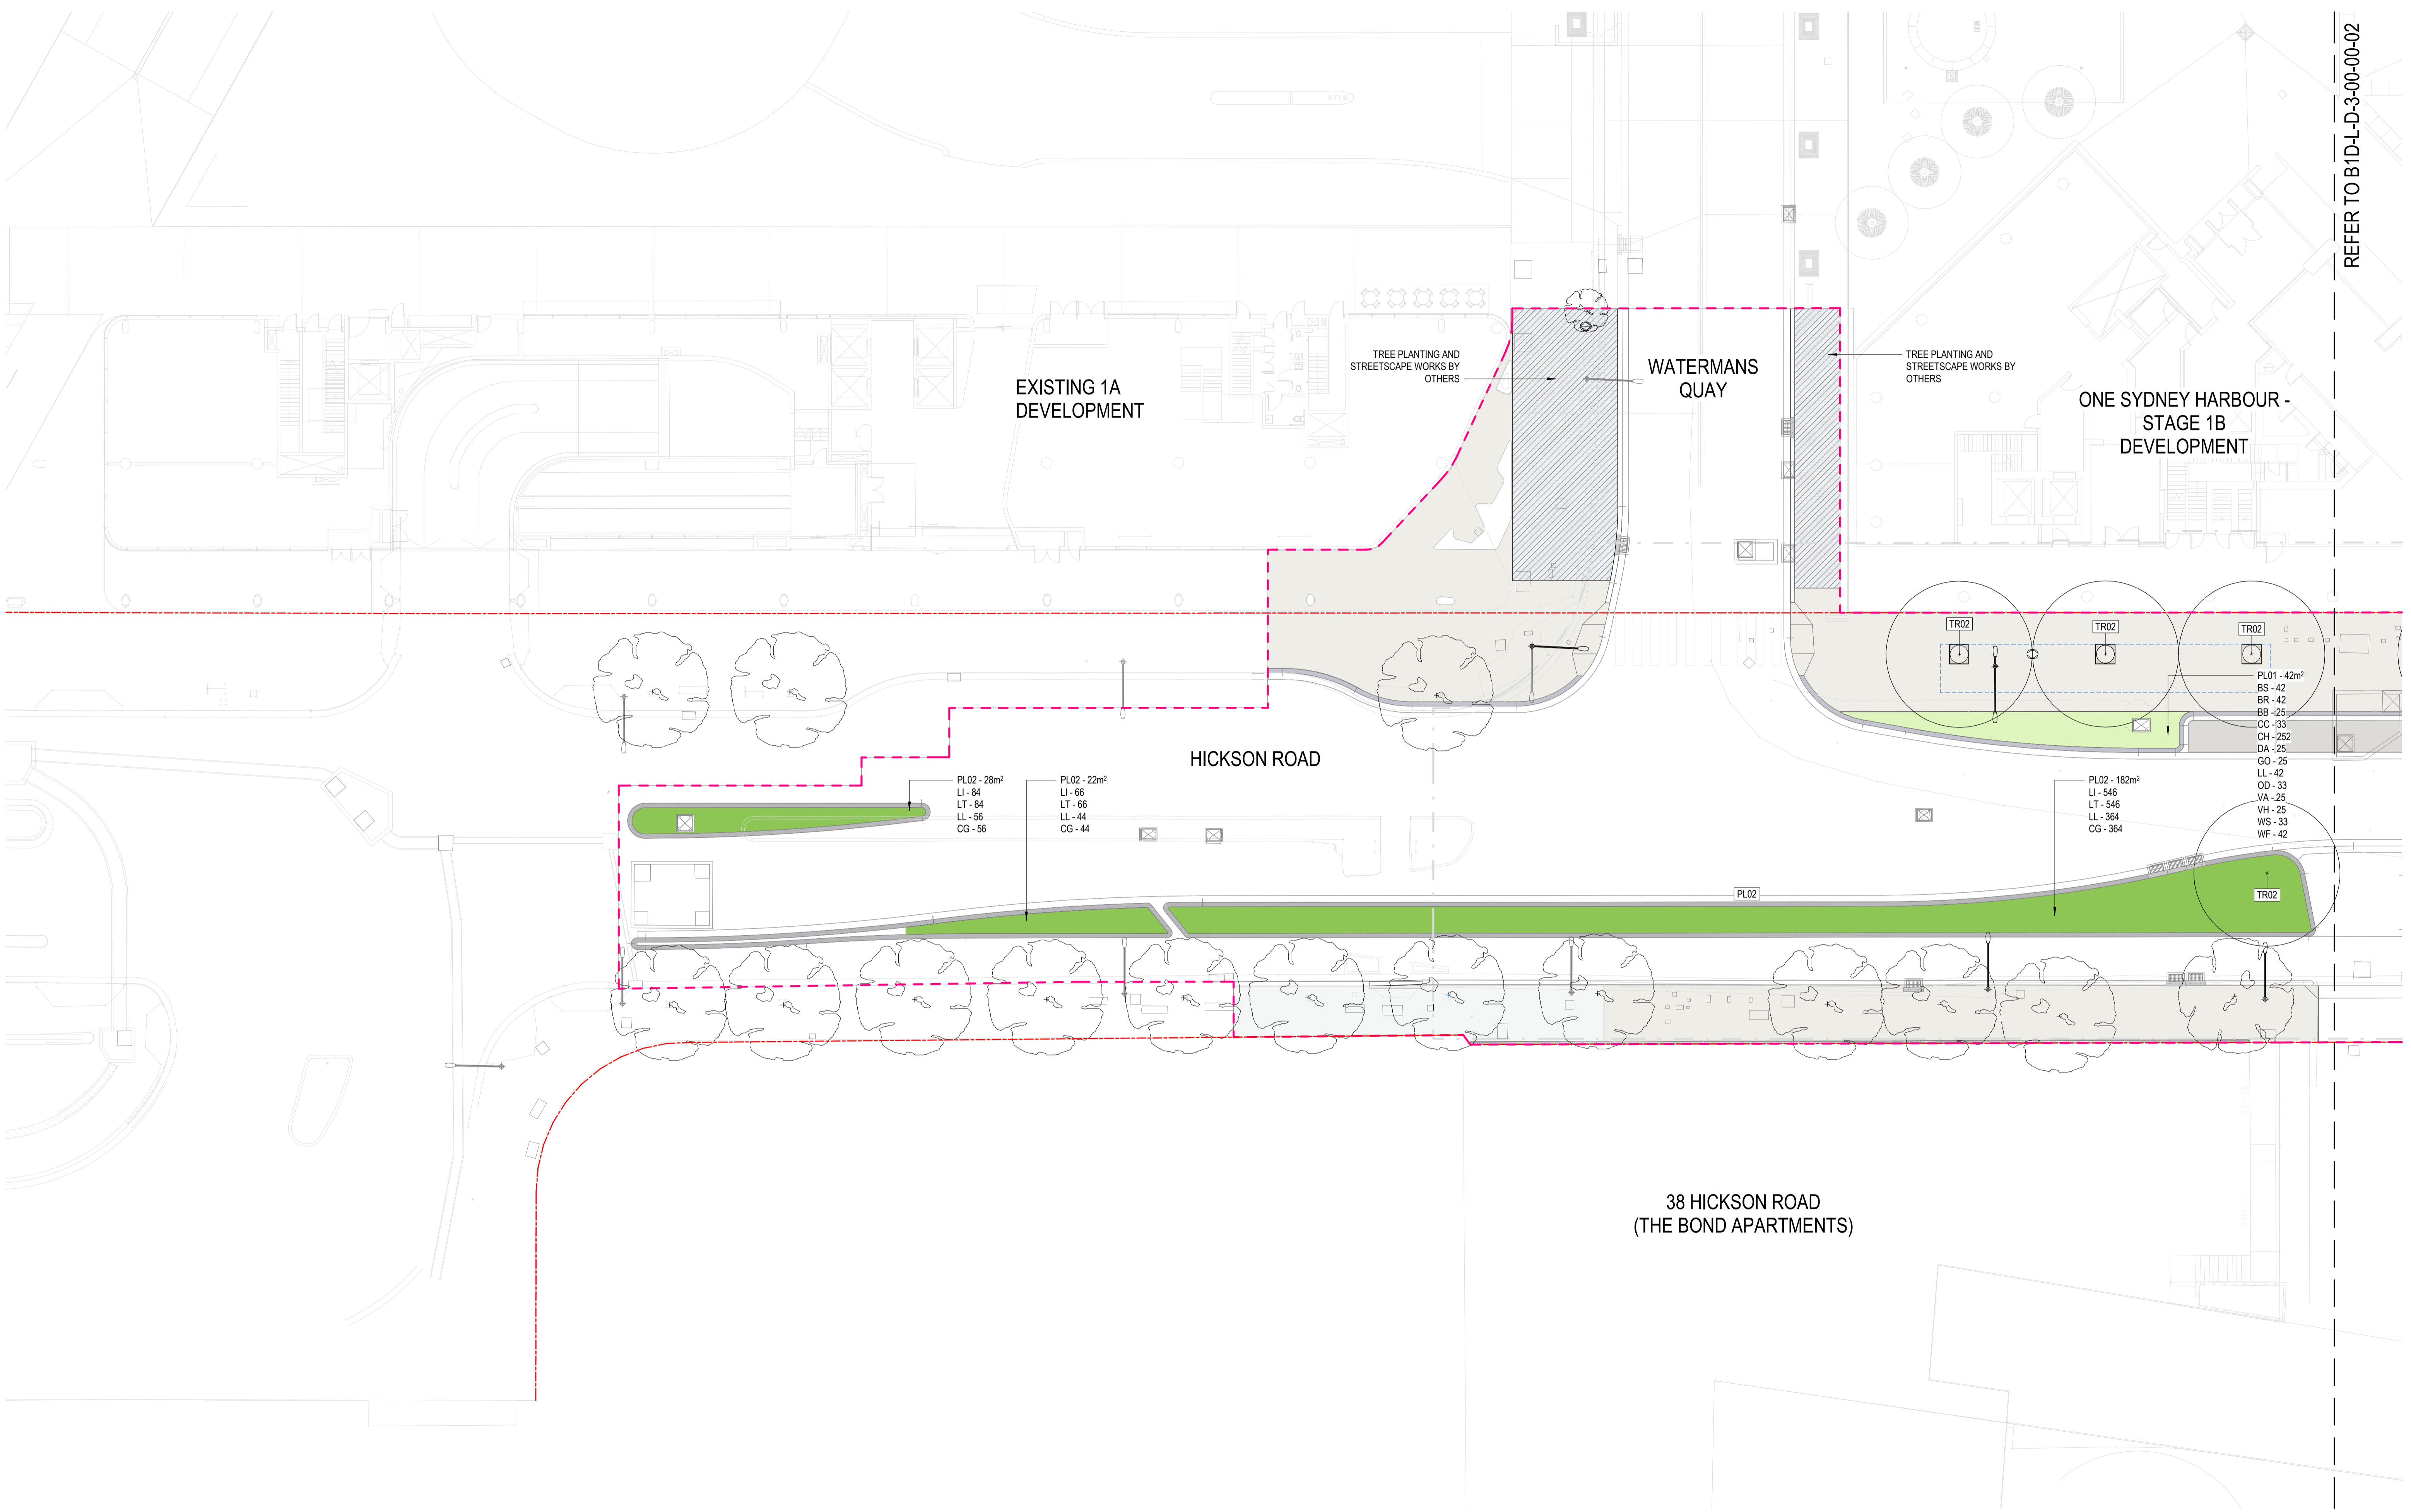 REFER TO B1D-L-D-3-00-00-02
TREE PLANTING AND
STREETSCAPE WORKS BY
OTHERS
WATERMANS
QUAY
TREE PLANTING AND
STREETSCAPE WORKS BY
OTHERS
EXISTING 1A
DEVELOPMENT
ONE SYDNEY HARBOUR -
STAGE 1B
DEVELOPMENT
TR02
TR02
TR02
PL01 - 42m²
BS - 42
BR - 42
BB - 25
CC - 33
CH - 252
DA - 25
GO - 25
LL - 42
OD - 33
VA - 25
VH - 25
WS - 33
WF - 42
HICKSON ROAD
PL02 - 28m²
LI - 84
LT - 84
LL - 56
CG - 56
PL02 - 22m²
LI - 66
LT - 66
LL - 44
CG - 44
PL02 - 182m²
LI - 546
LT - 546
LL - 364
CG - 364
PL02
TR02
38 HICKSON ROAD
(THE BOND APARTMENTS)